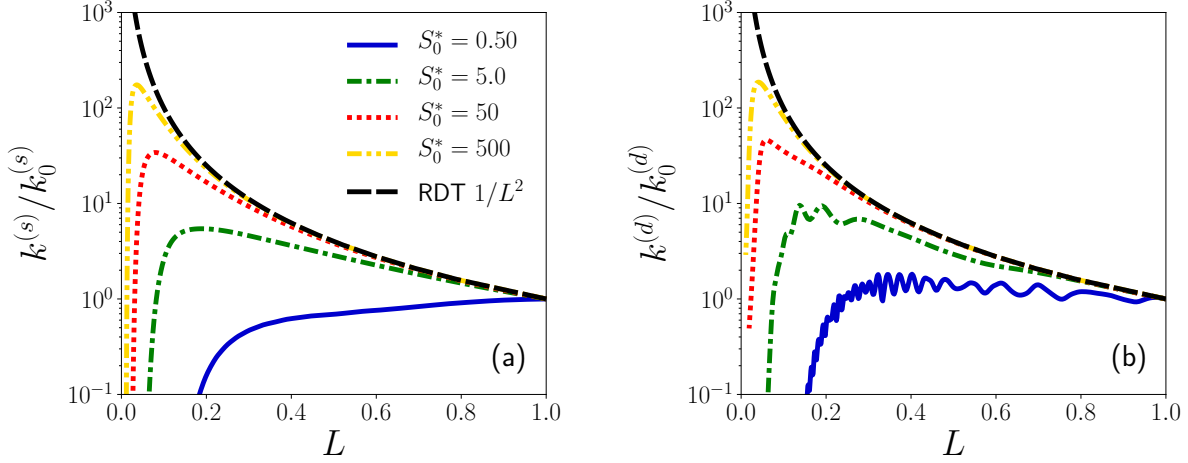 10^3
10^2
10^1
10^0
10^{-1}
k^{(s)}/k_0^{(s)}
S_0^* = 0.50
S_0^* = 5.0
S_0^* = 50
S_0^* = 500
RDT 1/L^2
(a)
0.0 0.2 0.4 0.6 0.8 1.0
L
10^3
10^2
10^1
10^0
10^{-1}
k^{(d)}/k_0^{(d)}
(b)
0.0 0.2 0.4 0.6 0.8 1.0
L